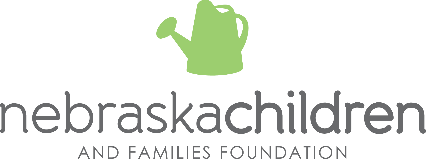 nebraskachildren
AND FAMILIES FOUNDATION